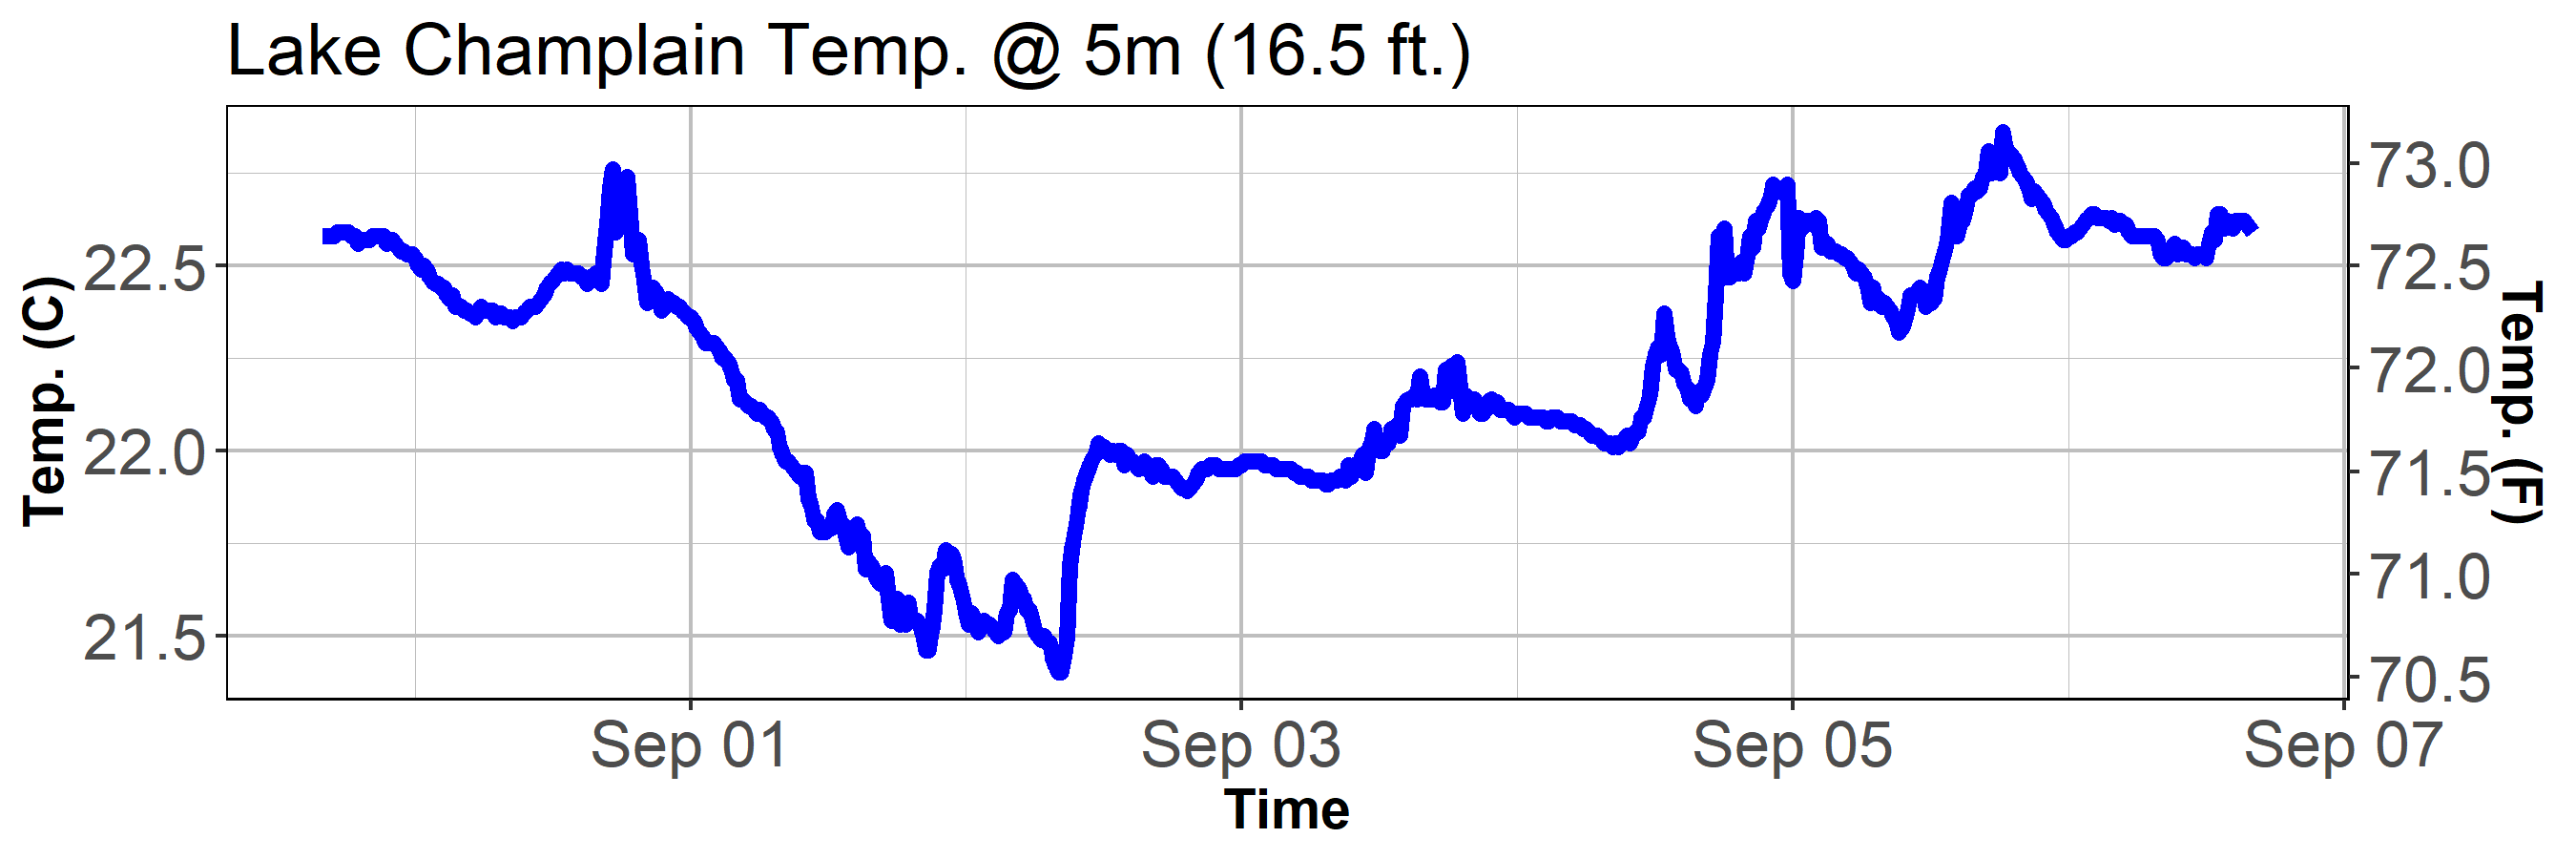 Lake Champlain Temp. @ 5m (16.5 ft.)
Temp. (C)
22.5
22.0
21.5
73.0
72.5
72.0
71.5
71.0
70.5
Temp. (F)
Sep 01
Sep 03
Sep 05
Sep 07
Time